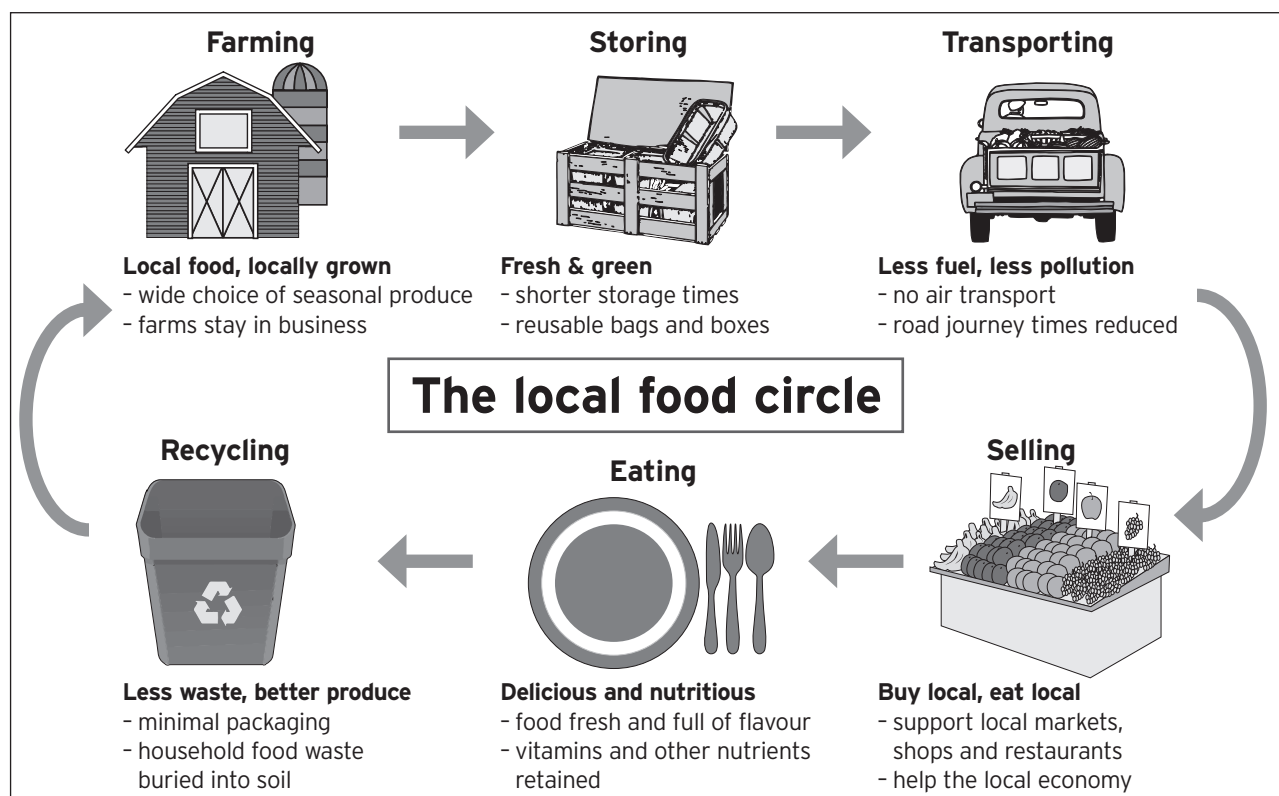 Farming
Storing
Transporting
Local food, locally grown
– wide choice of seasonal produce
– farms stay in business
Fresh & green
– shorter storage times
– reusable bags and boxes
Less fuel, less pollution
– no air transport
– road journey times reduced
The local food circle
Selling
Buy local, eat local
– support local markets,
shops and restaurants
– help the local economy
Eating
Delicious and nutritious
– food fresh and full of flavour
– vitamins and other nutrients
retained
Recycling
Less waste, better produce
– minimal packaging
– household food waste
buried into soil